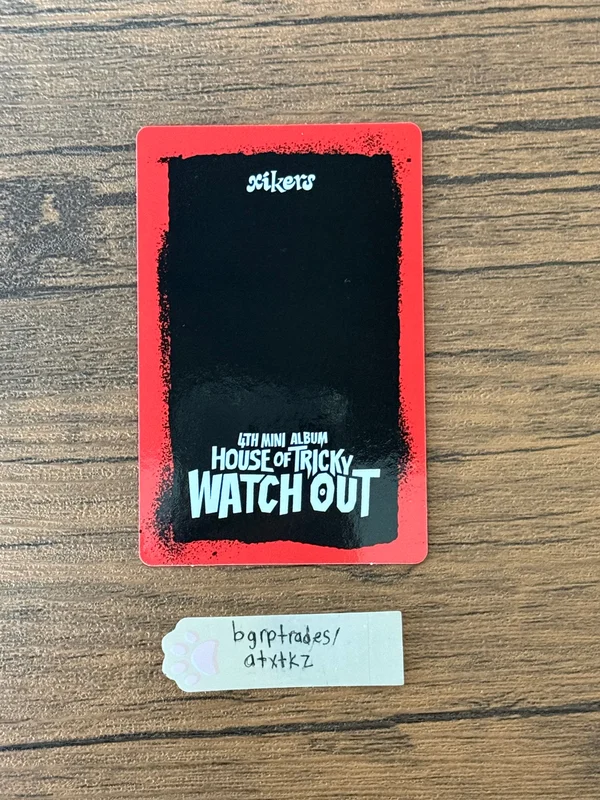 xikers
4TH MINI ALBUM
HOUSE OF TRICKY
WATCH OUT
bgrptrades/
atxtkz